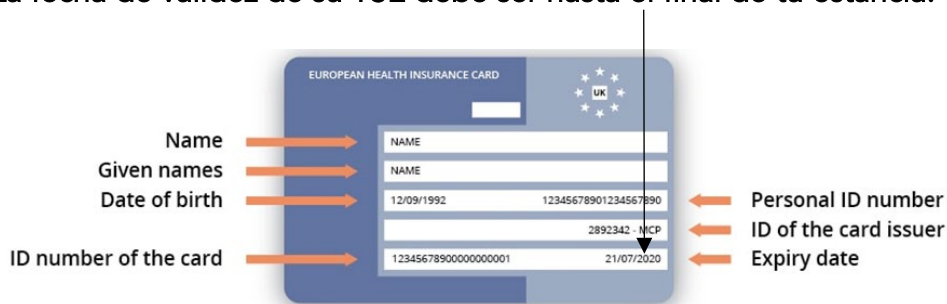 La fecha de validez de su TSE debe ser hasta el final de tu estancia.
EUROPEAN HEALTH INSURANCE CARD
UK
Name
NAME
Given names
NAME
Date of birth
12/09/1992
12345678901234567890
Personal ID number
2892342 - MCP
ID of the card issuer
ID number of the card
12345678900000000001
21/07/2020
Expiry date